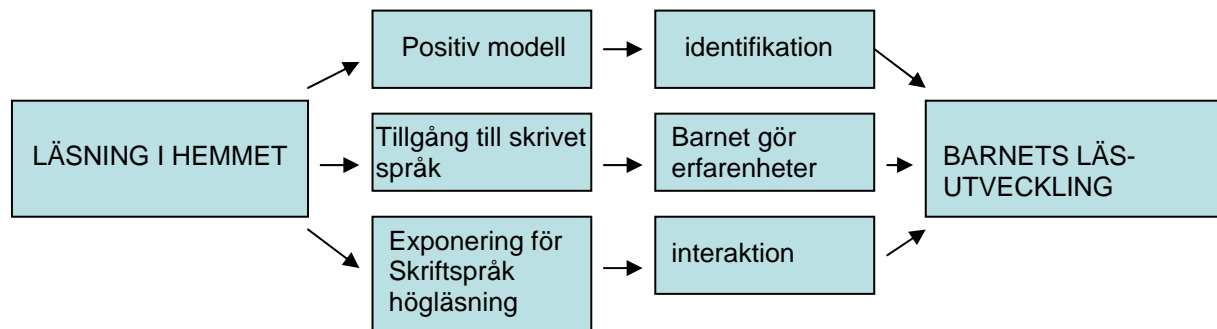 LÄSNING I HEMMET
Positiv modell
identifikation
Tillgång till skrivet
språk
Barnet gör
erfarenheter
Exponering för
Skriftspråk
högläsning
interaktion
BARNETS LÄS-
UTVECKLING